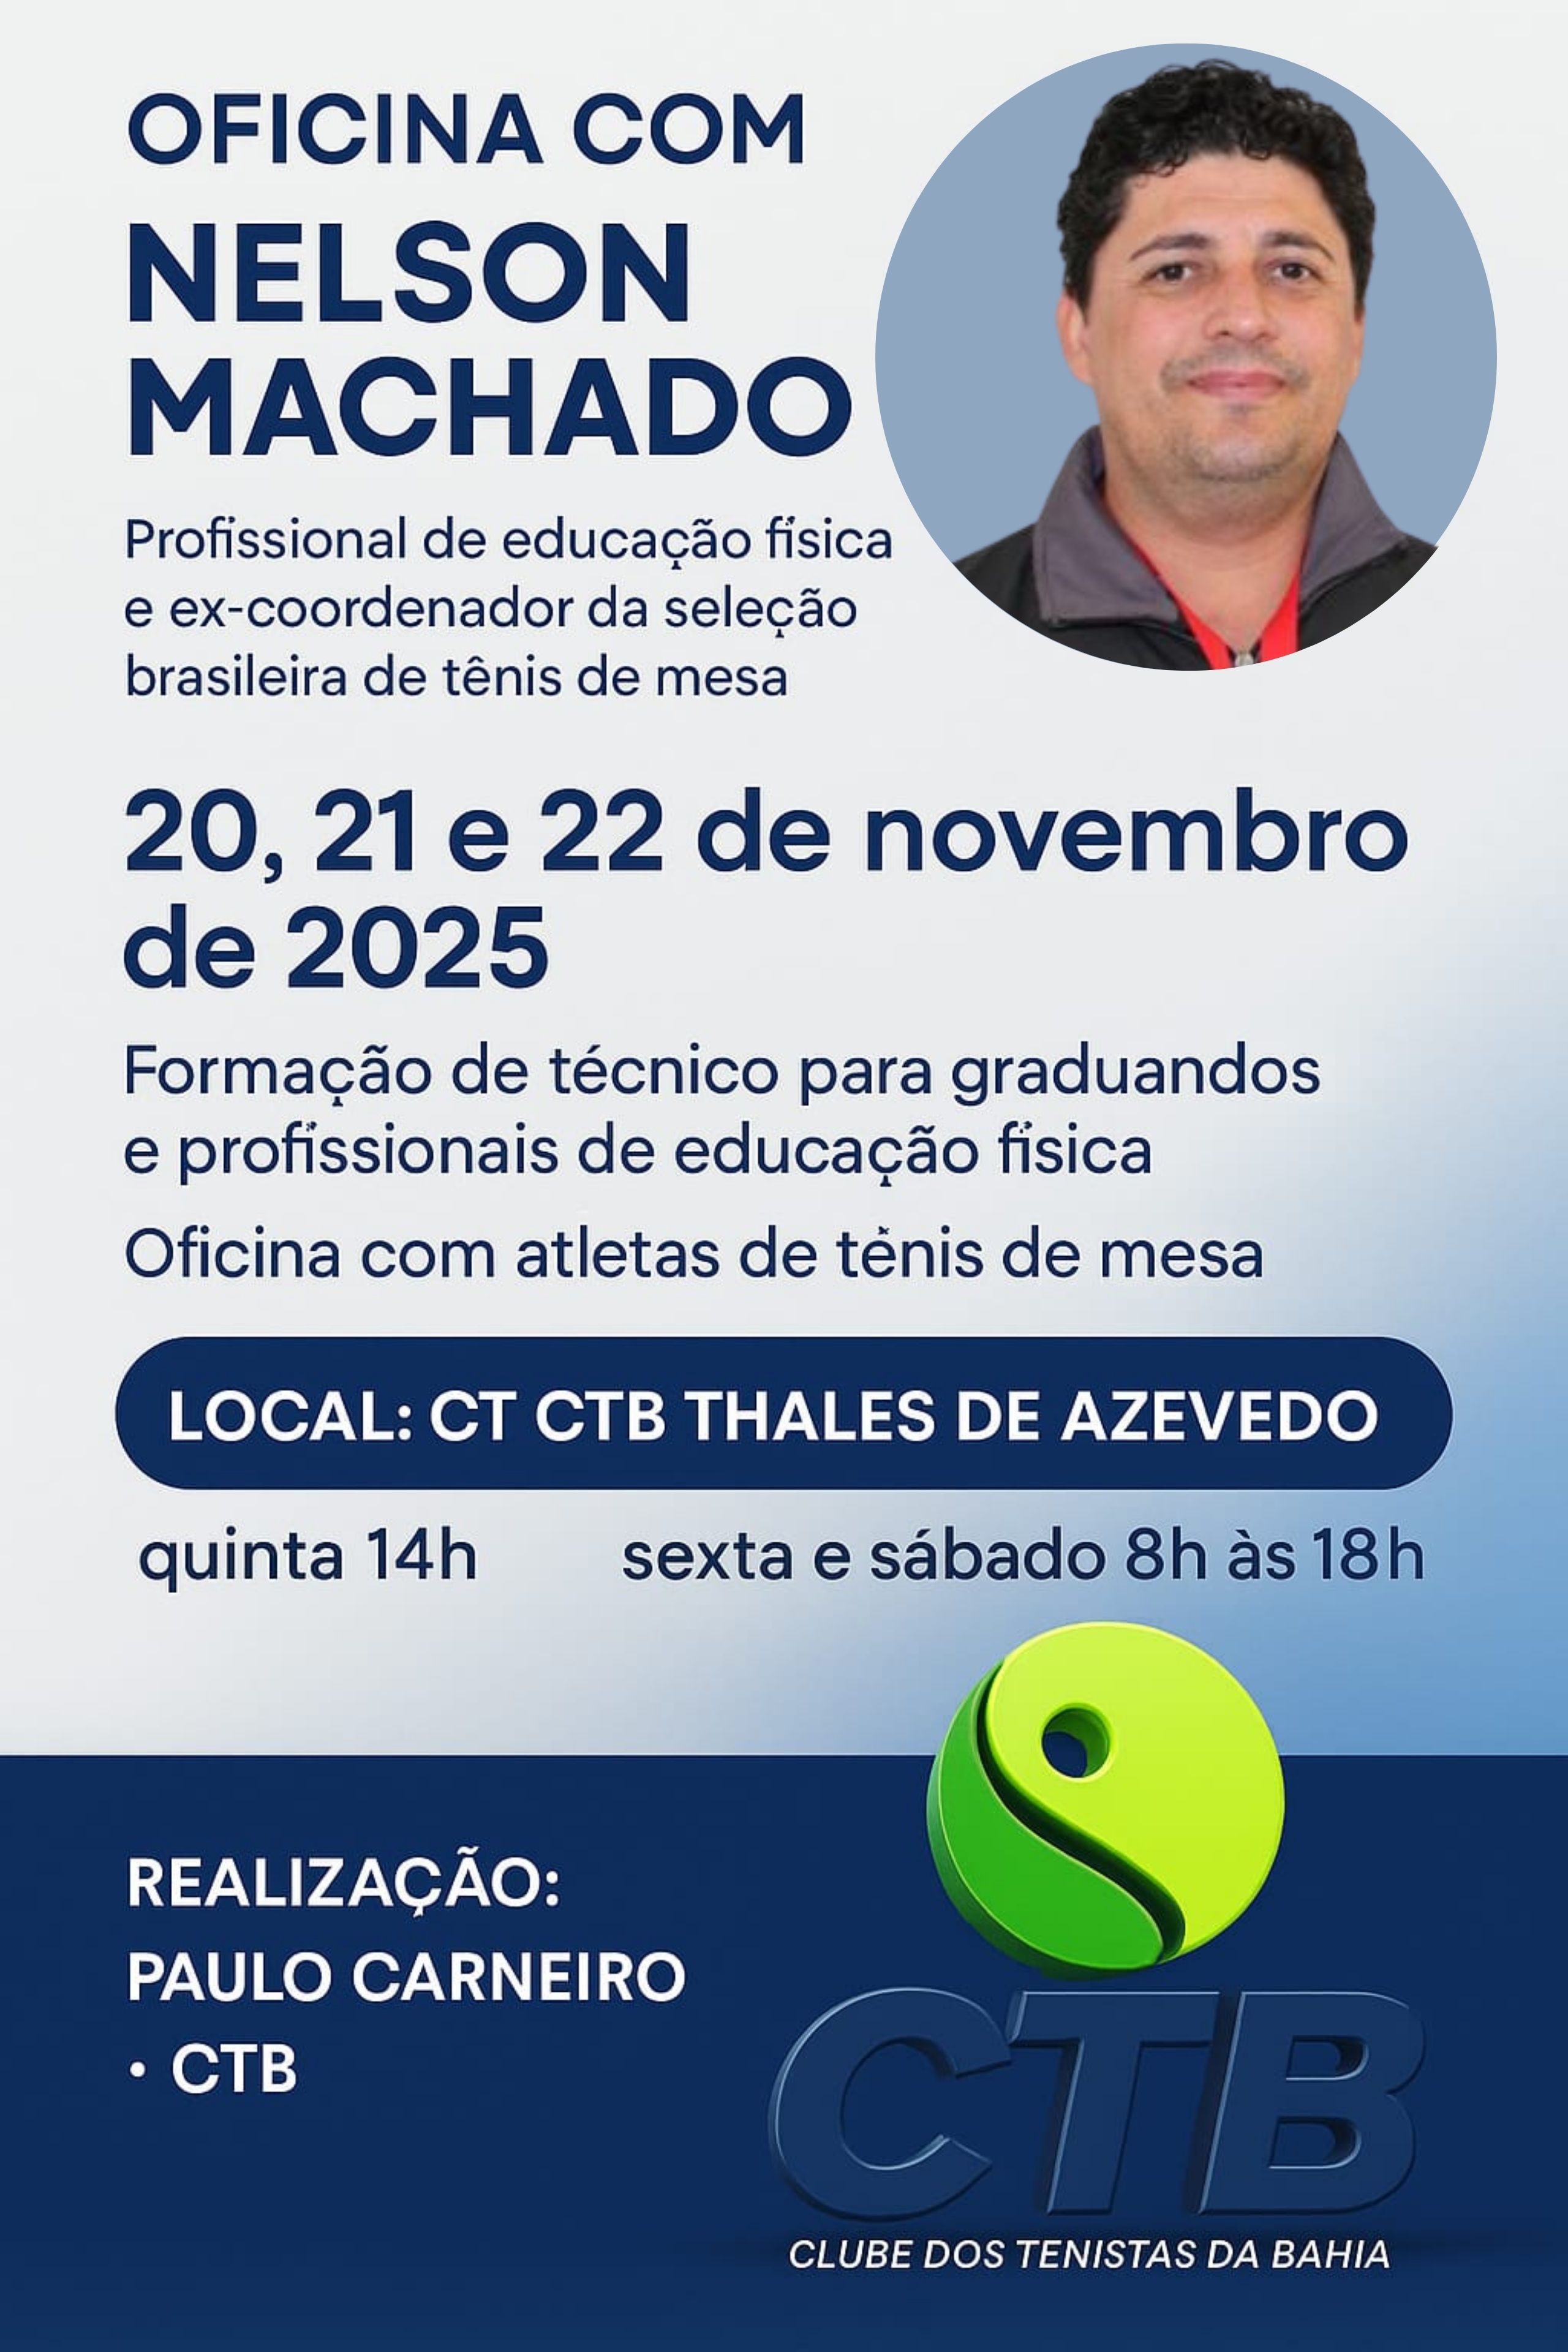 OFICINA COM
NELSON
MACHADO
Profissional de educação física
e ex-coordenador da seleção
brasileira de tênis de mesa
20, 21 e 22 de novembro
de 2025
Formação de técnico para graduandos
e profissionais de educação física
Oficina com atletas de tênis de mesa
LOCAL: CT CTB THALES DE AZEVEDO
quinta 14h sexta e sábado 8h às 18h
REALIZAÇÃO:
PAULO CARNEIRO
• CTB
CTB
CLUBE DOS TENISTAS DA BAHIA